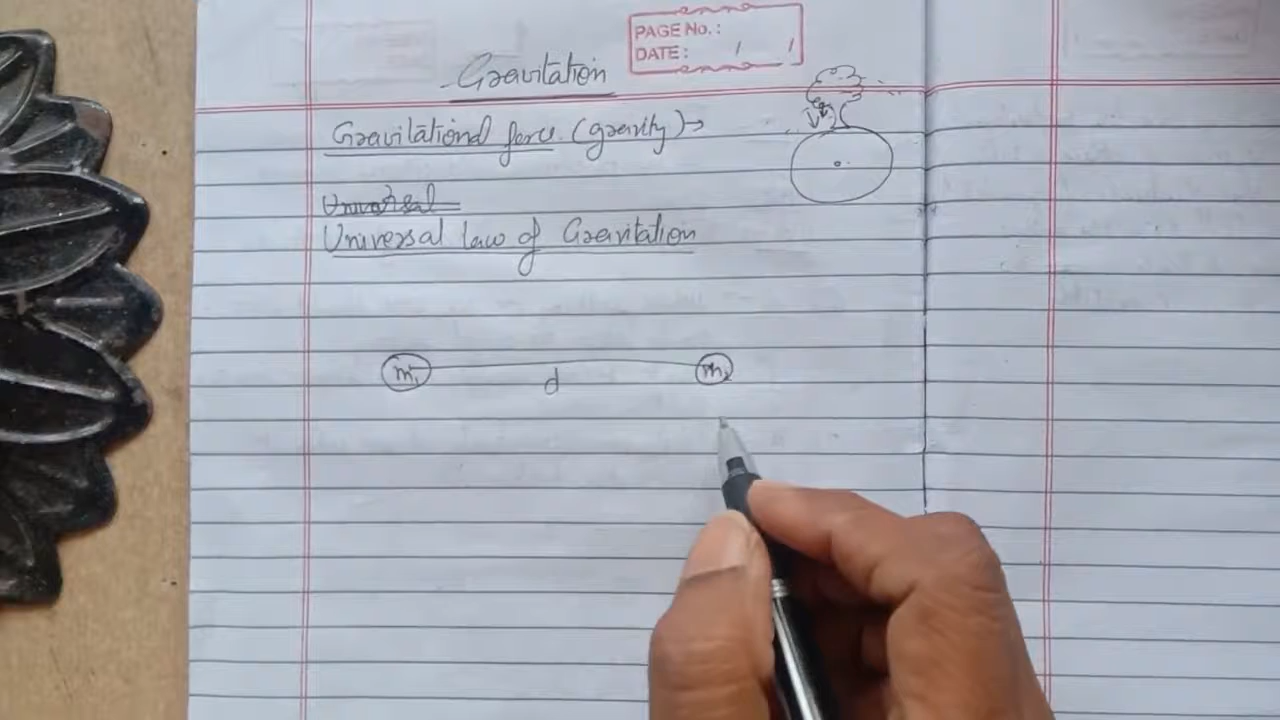 PAGE No.:
DATE: / /
Gravitation
Gravitational force (gravity) →
Universal
Universal law of Gravitation
m₁ d m₂